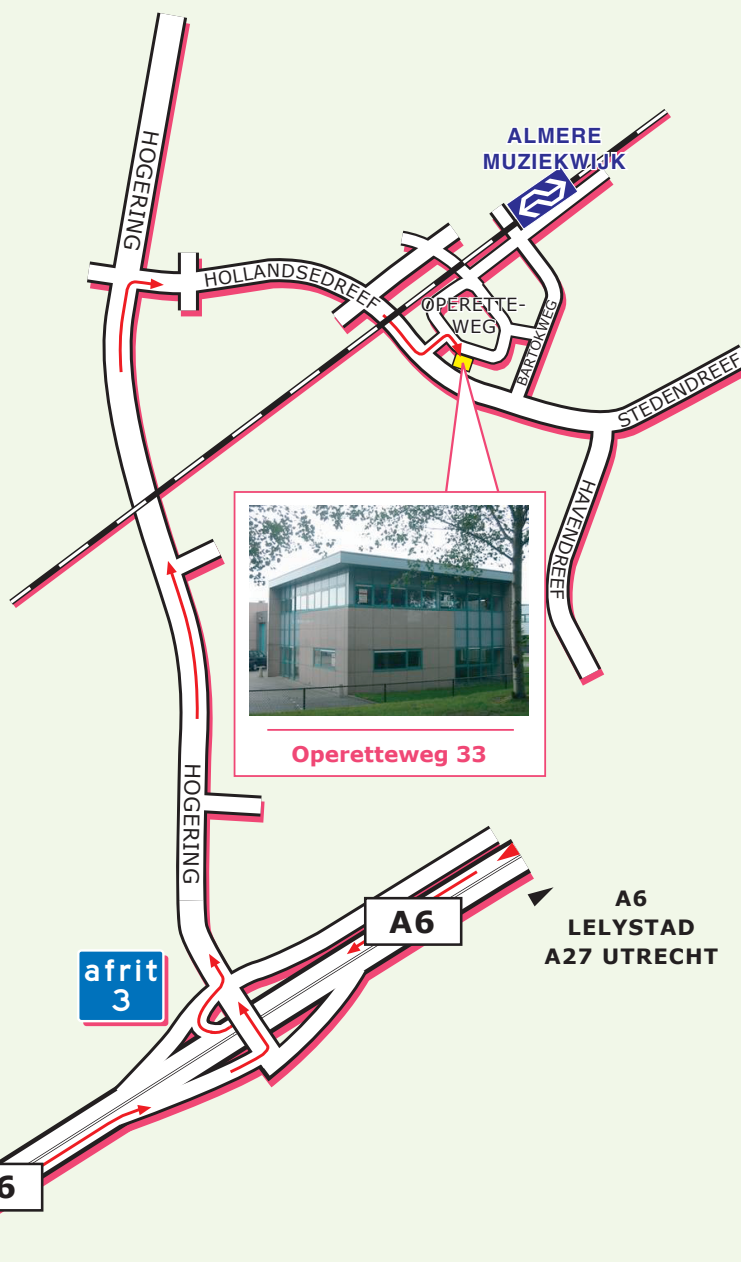 HOGERING
ALMERE
MUZIEKWIJK
HOLLANDSEDREEF
OPERETTE-
WEG
BARTOKWEG
STEDENDREEF
HAVENDREEF
Operetteweg 33
HOGERING
A6
A6
LELYSTAD
A27 UTRECHT
afrit
3
6